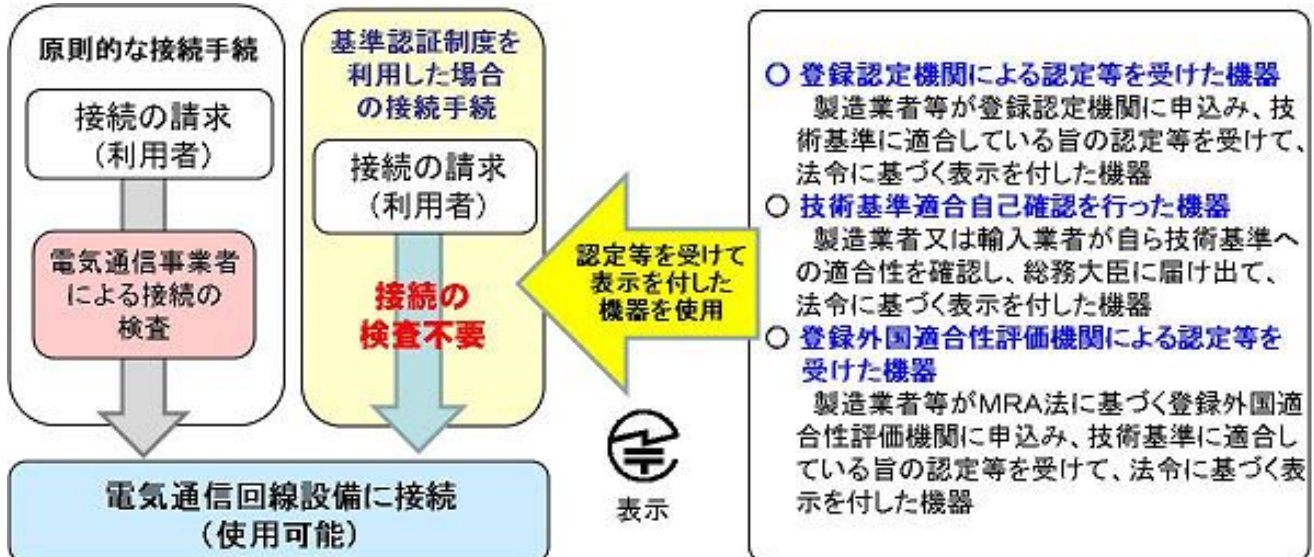 原則的な接続手続
接続の請求
(利用者)
電気通信事業者
による接続の
検査
基準認証制度を
利用した場合
の接続手続
接続の請求
(利用者)
接続の
検査不要
電気通信回線設備に接続
(使用可能)
認定等を受けて
表示を付した
機器を使用
表示
○ 登録認定機関による認定等を受けた機器
製造業者等が登録認定機関に申込み、技
術基準に適合している旨の認定等を受けて、
法令に基づく表示を付した機器
○ 技術基準適合自己確認を行った機器
製造業者又は輸入業者が自ら技術基準へ
の適合性を確認し、総務大臣に届け出て、
法令に基づく表示を付した機器
○ 登録外国適合性評価機関による認定等を
受けた機器
製造業者等がMRA法に基づく登録外国適
合性評価機関に申込み、技術基準に適合し
ている旨の認定等を受けて、法令に基づく表
示を付した機器